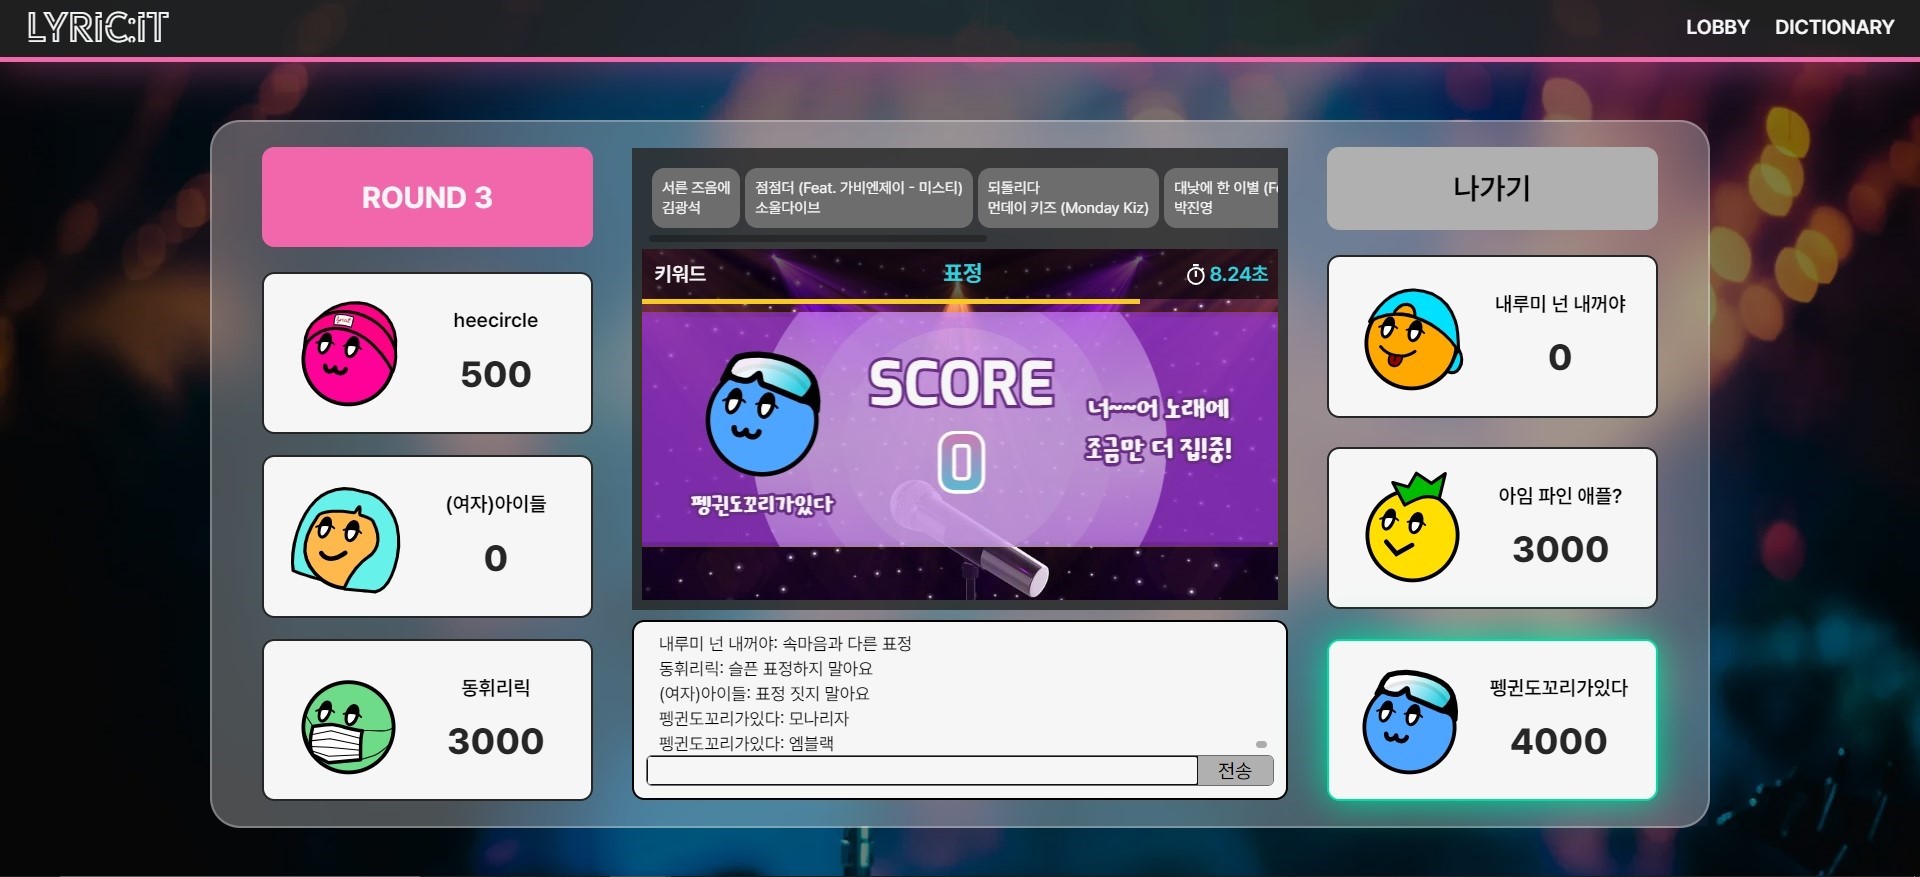 LYRiC:iT
LOBBY DICTIONARY
ROUND 3
heecircle
500
(여자)아이들
0
동휘리릭
3000
서른 즈음에
김광석
점점더 (Feat. 가비엔제이 - 미스티)
소울다이브
되돌리다
먼데이 키즈 (Monday Kiz)
대낮에 한 이별 (F
박진영
키워드 표정 8.24초
SCORE
0
펭귄도꼬리가있다
너~~어 노래에
조금만 더 집!중!
내루미 넌 내꺼야: 속마음과 다른 표정
동휘리릭: 슬픈 표정하지 말아요
(여자)아이들: 표정 짓지 말아요
펭귄도꼬리가있다: 모나리자
펭귄도꼬리가있다: 엠블랙
전송
나가기
내루미 넌 내꺼야
0
아임 파인 애플?
3000
펭귄도꼬리가있다
4000